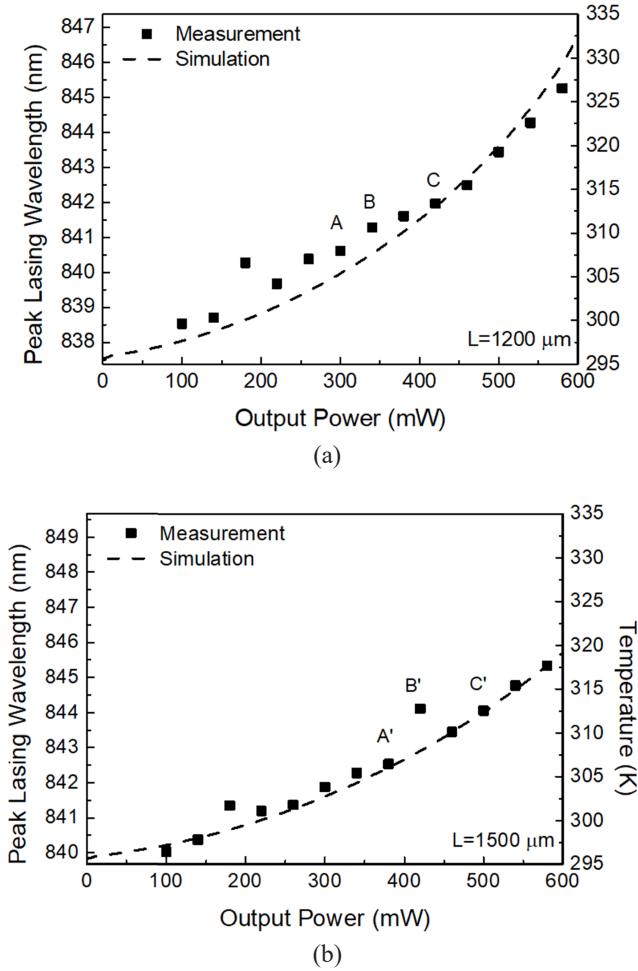 847
846
845
844
843
842
841
840
839
838
Peak Lasing Wavelength (nm)
Measurement
Simulation
A
B
C
L=1200 μm
335
330
325
320
315
310
305
300
295
0 100 200 300 400 500 600
Output Power (mW)
(a)
849
848
847
846
845
844
843
842
841
840
Peak Lasing Wavelength (nm)
Measurement
Simulation
A'
B'
C'
L=1500 μm
335
330
325
320
315
310
305
300
295
Temperature (K)
0 100 200 300 400 500 600
Output Power (mW)
(b)